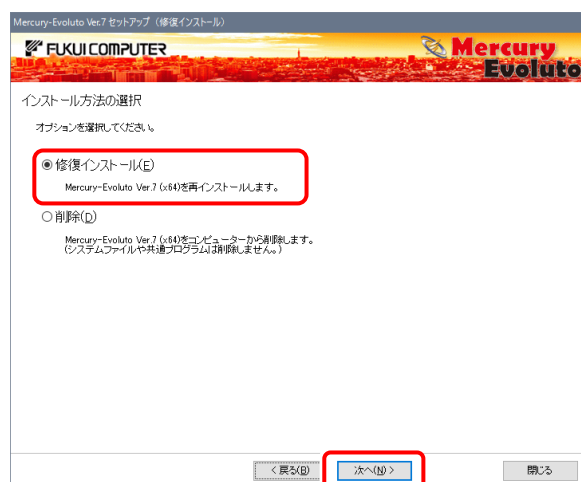 Mercury-Evoluto Ver.7 セットアップ（修復インストール）
FUKUI COMPUTER
Mercury
Evoluto
インストール方法の選択
オプションを選択してください。
修復インストール(E)
Mercury-Evoluto Ver.7 (x64)を再インストールします。
削除(D)
Mercury-Evoluto Ver.7 (x64)をコンピューターから削除します。
(システムファイルや共通プログラムは削除しません。)
< 戻る(B)
次へ(N) >
閉じる